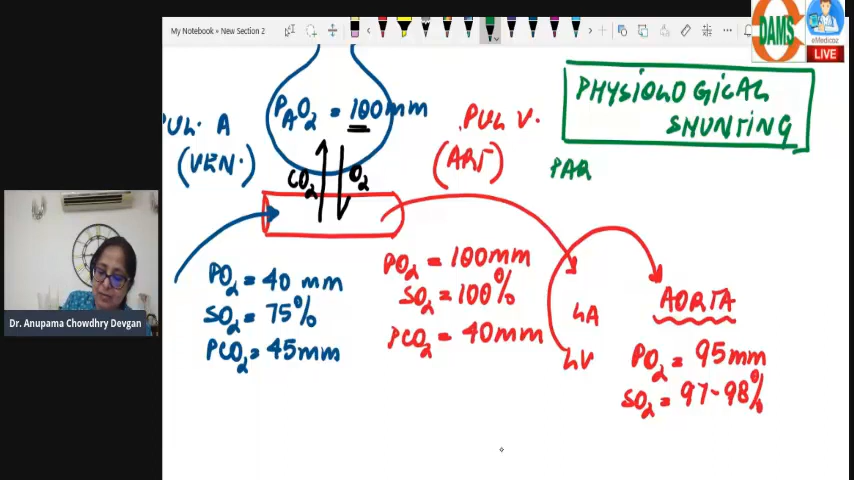 My Notebook » New Section 2
DAMS
eMedicoz
LIVE
PHYSIOLOGICAL
SHUNTING
PAO2 = 100mm
PUL. A
(VEN.)
PUL V.
(ART)
PAR
CO2
O2
PO2 = 40 mm
SO2 = 75%
PCO2 = 45mm
PO2 = 100mm
SO2 = 100%
PCO2 = 40mm
LA
LV
AORTA
PO2 = 95mm
SO2 = 97-98%
Dr. Anupama Chowdhry Devgan